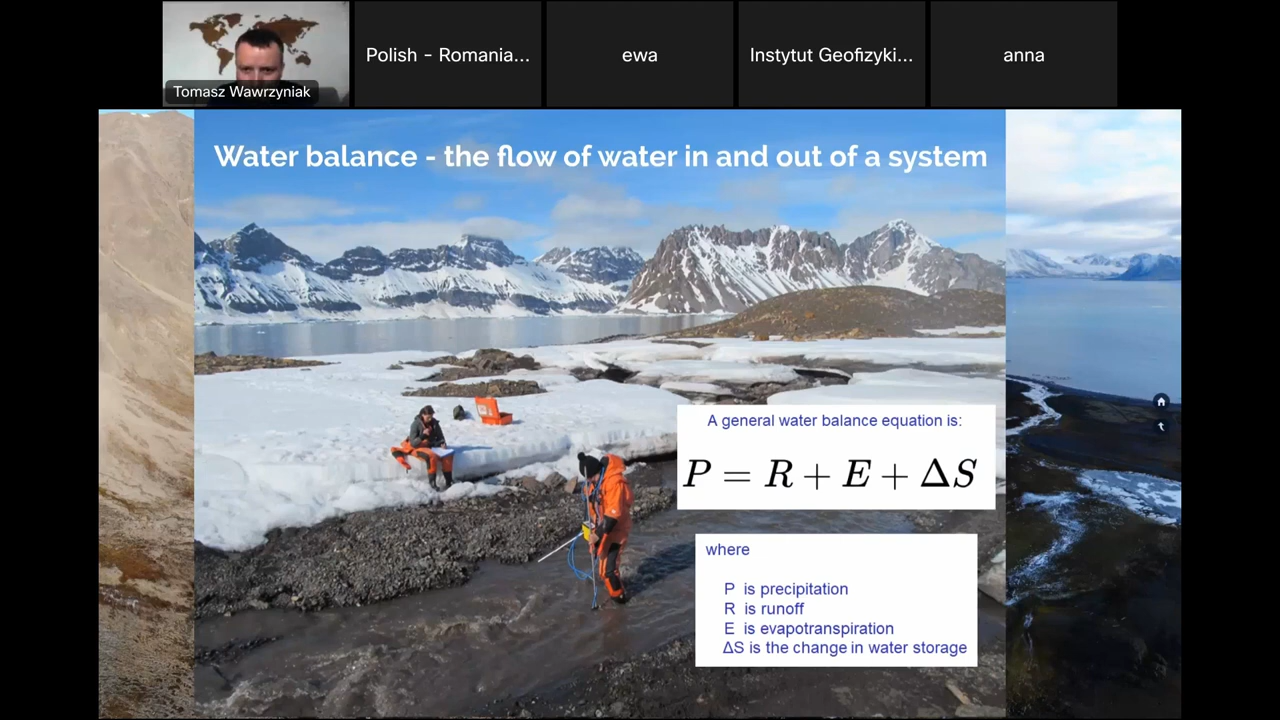 Tomasz Wawrzyniak
Polish - Romania...
ewa
Instytut Geofizyki...
anna
Water balance - the flow of water in and out of a system
A general water balance equation is:
P = R + E + ΔS
where
P is precipitation
R is runoff
E is evapotranspiration
ΔS is the change in water storage